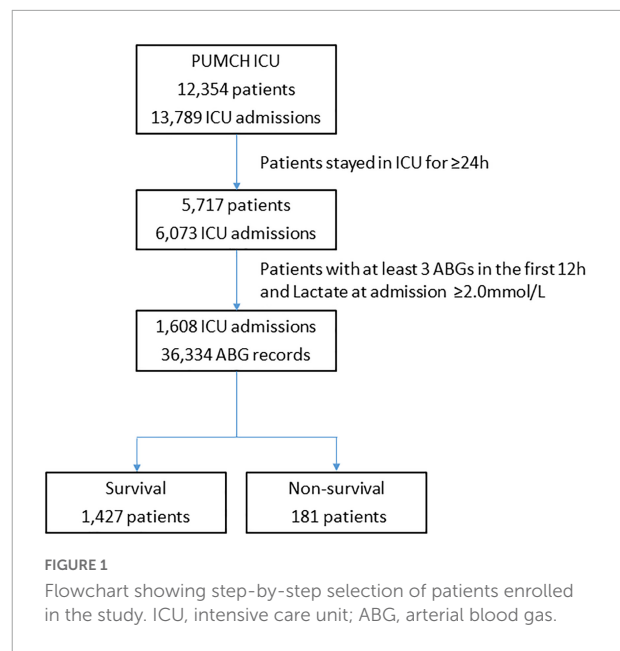 PUMCH ICU
12,354 patients
13,789 ICU admissions
Patients stayed in ICU for ≥24h
5,717 patients
6,073 ICU admissions
Patients with at least 3 ABGs in the first 12h
and Lactate at admission ≥2.0mmol/L
1,608 ICU admissions
36,334 ABG records
Survival
1,427 patients
Non-survival
181 patients
FIGURE 1
Flowchart showing step-by-step selection of patients enrolled
in the study. ICU, intensive care unit; ABG, arterial blood gas.